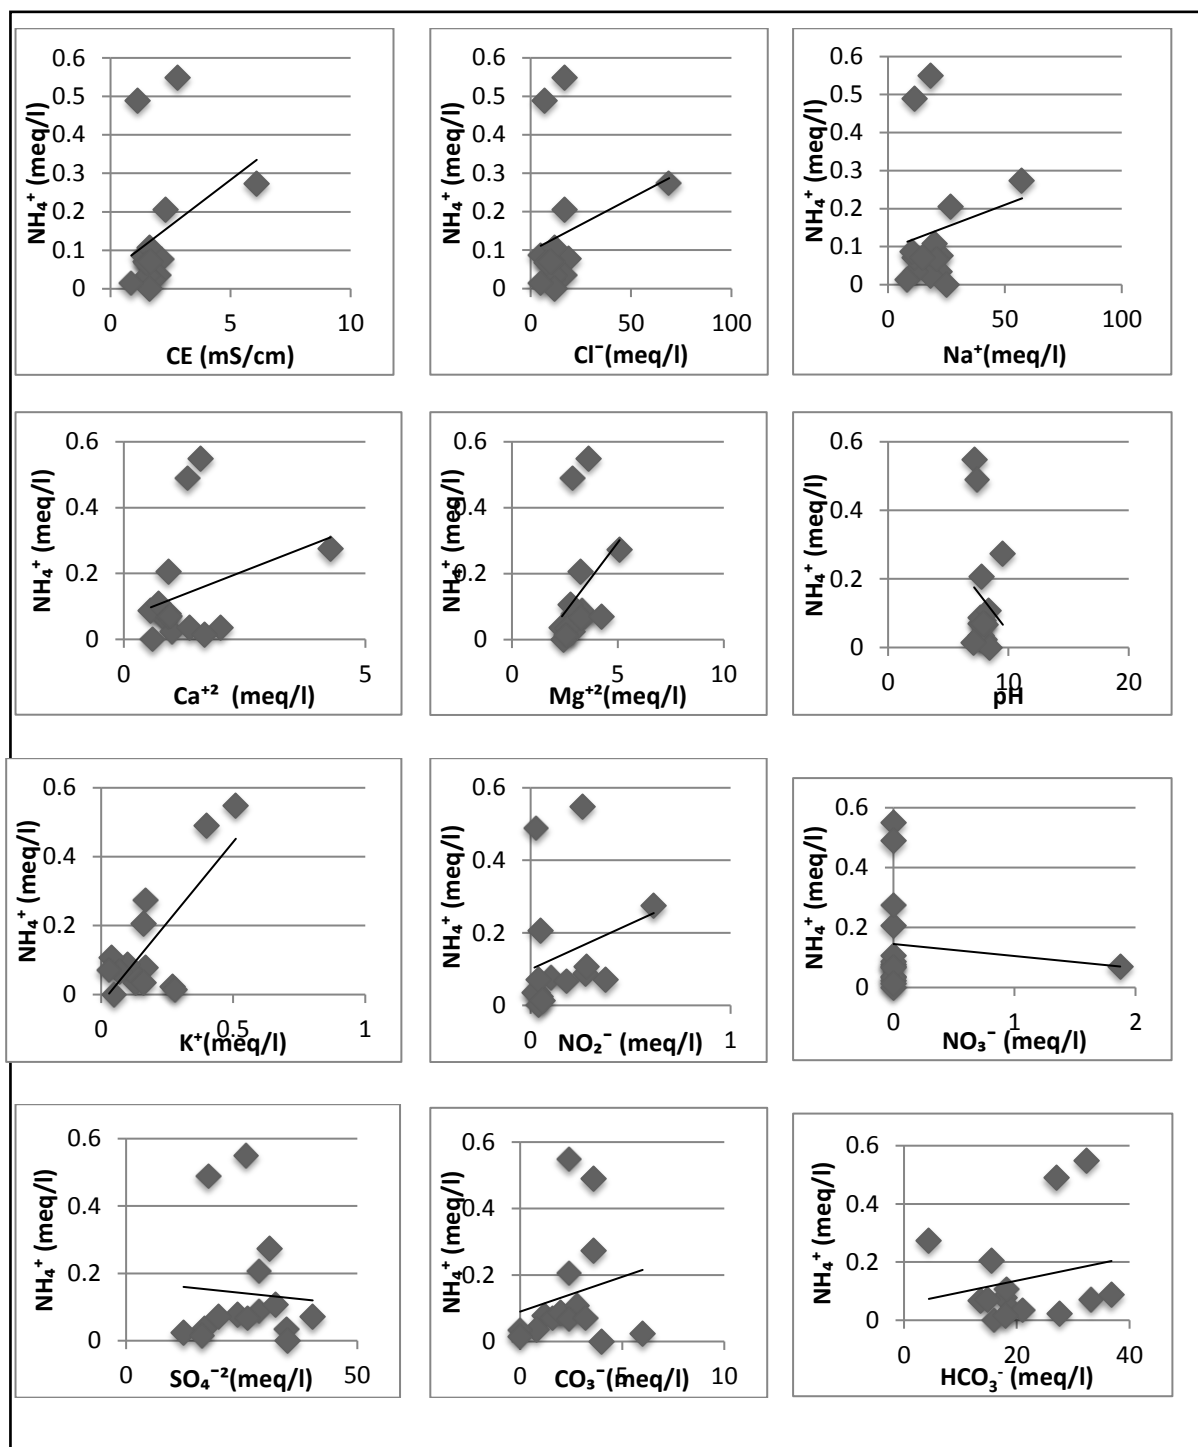 0.6
0.5
0.4
0.3
0.2
0.1
0
0 5 10
NH₄⁺ (meq/l)
CE (mS/cm)
0.6
0.5
0.4
0.3
0.2
0.1
0
0 50 100
NH₄⁺ (meq/l)
Cl⁻(meq/l)
0.6
0.5
0.4
0.3
0.2
0.1
0
0 50 100
NH₄⁺ (meq/l)
Na⁺(meq/l)
0.6
0.4
0.2
0
0 5
NH₄⁺ (meq/l)
Ca⁺² (meq/l)
0.6
0.4
0.2
0
0 5 10
NH₄⁺ (meq/l)
Mg⁺²(meq/l)
0.6
0.4
0.2
0
0 10 20
NH₄⁺ (meq/l)
pH
0.6
0.4
0.2
0
0 0.5 1
NH₄⁺ (meq/l)
K⁺(meq/l)
0.6
0.4
0.2
0
0 1
NH₄⁺ (meq/l)
NO₂⁻ (meq/l)
0.6
0.4
0.2
0
0 1 2
NH₄⁺ (meq/l)
NO₃⁻ (meq/l)
0.6
0.4
0.2
0
0 50
NH₄⁺ (meq/l)
SO₄⁻²(meq/l)
0.6
0.4
0.2
0
0 5 10
NH₄⁺ (meq/l)
CO₃⁻(meq/l)
0.6
0.4
0.2
0
0 20 40
NH₄⁺ (meq/l)
HCO₃⁻ (meq/l)